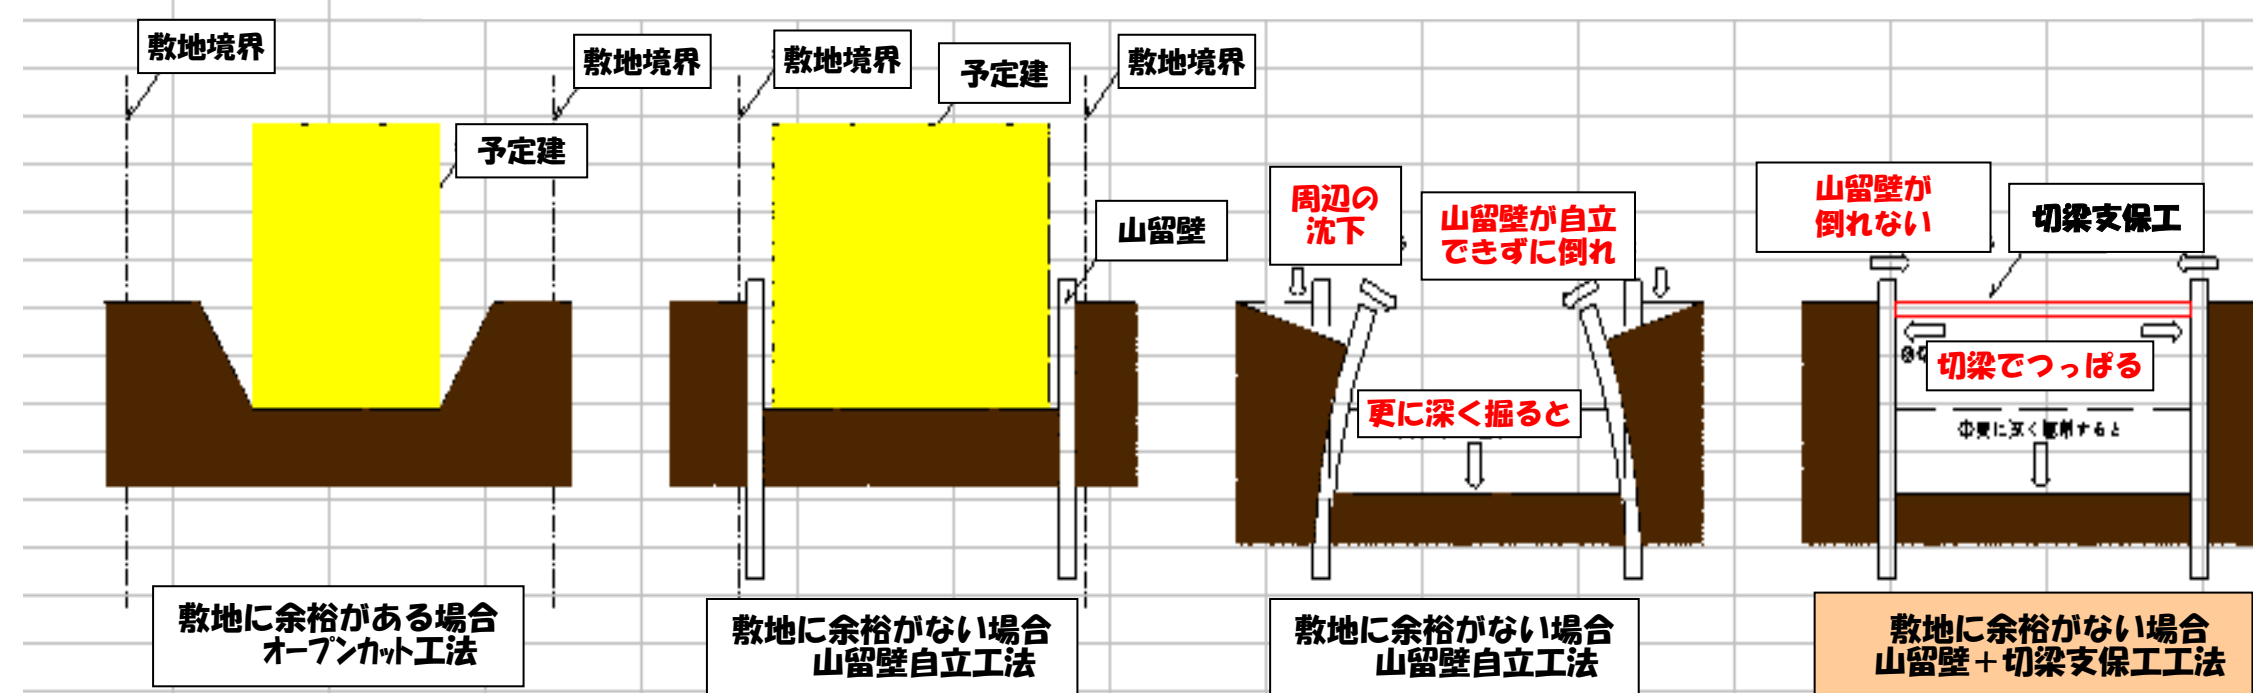 敷地境界
敷地境界
敷地境界
予定建
敷地境界
予定建
山留壁
周辺の
沈下
山留壁が自立
できずに倒れ
山留壁が
倒れない
切梁支保工
切梁でつっぱる
更に深く掘ると
①更に深く掘削すると
敷地に余裕がある場合
オープンカット工法
敷地に余裕がない場合
山留壁自立工法
敷地に余裕がない場合
山留壁自立工法
敷地に余裕がない場合
山留壁＋切梁支保工工法